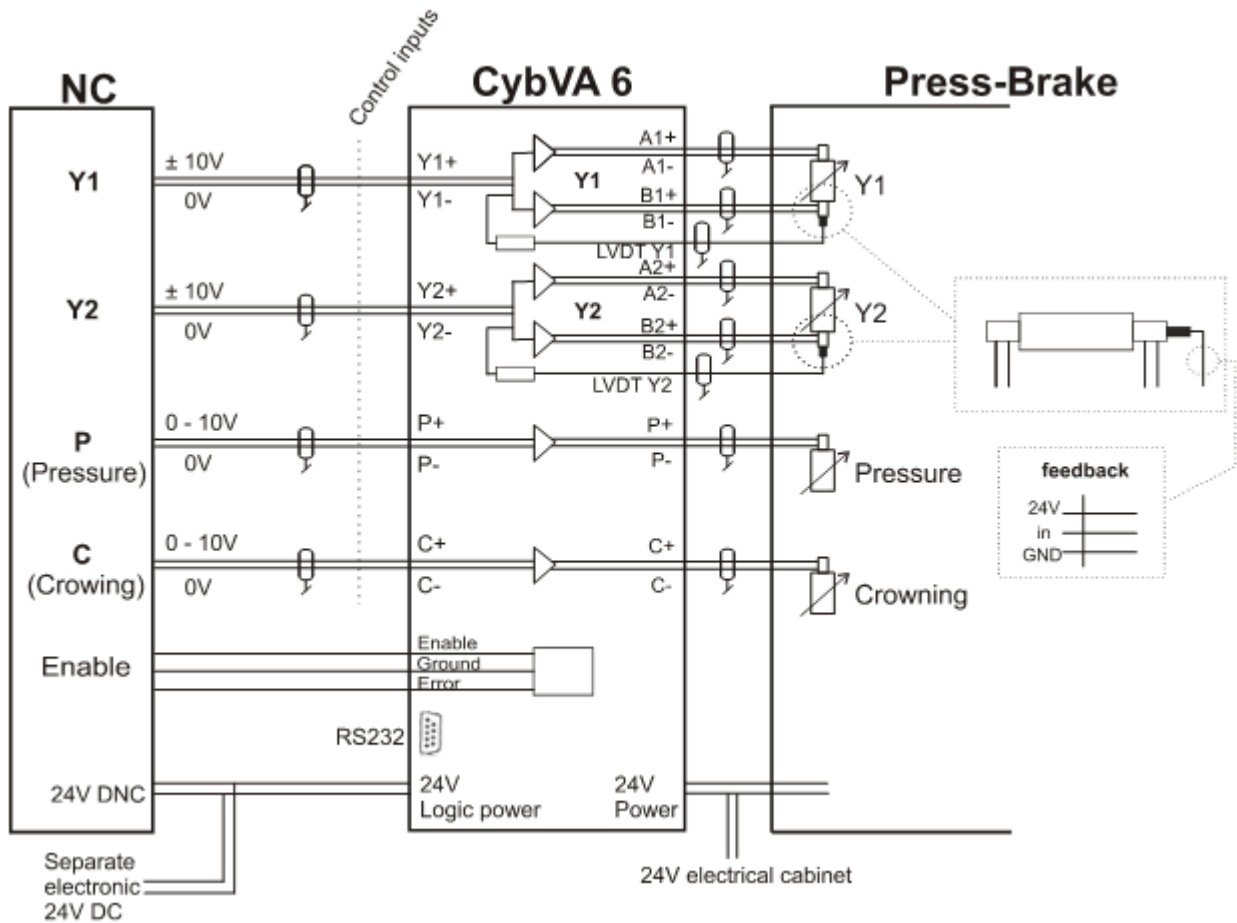 Control inputs
NC
CybVA 6
Press-Brake
Y1
± 10V
0V
Y1+
Y1-
Y1
A1+
A1-
B1+
B1-
LVDT Y1
Y1
Y2
± 10V
0V
Y2+
Y2-
Y2
A2+
A2-
B2+
B2-
LVDT Y2
Y2
P
(Pressure)
0 - 10V
0V
P+
P-
P+
P-
Pressure
feedback
24V
in
GND
C
(Crowing)
0 - 10V
0V
C+
C-
C+
C-
Crowning
Enable
Enable
Ground
Error
RS232
24V DNC
24V
Logic power
24V
Power
Separate
electronic
24V DC
24V electrical cabinet